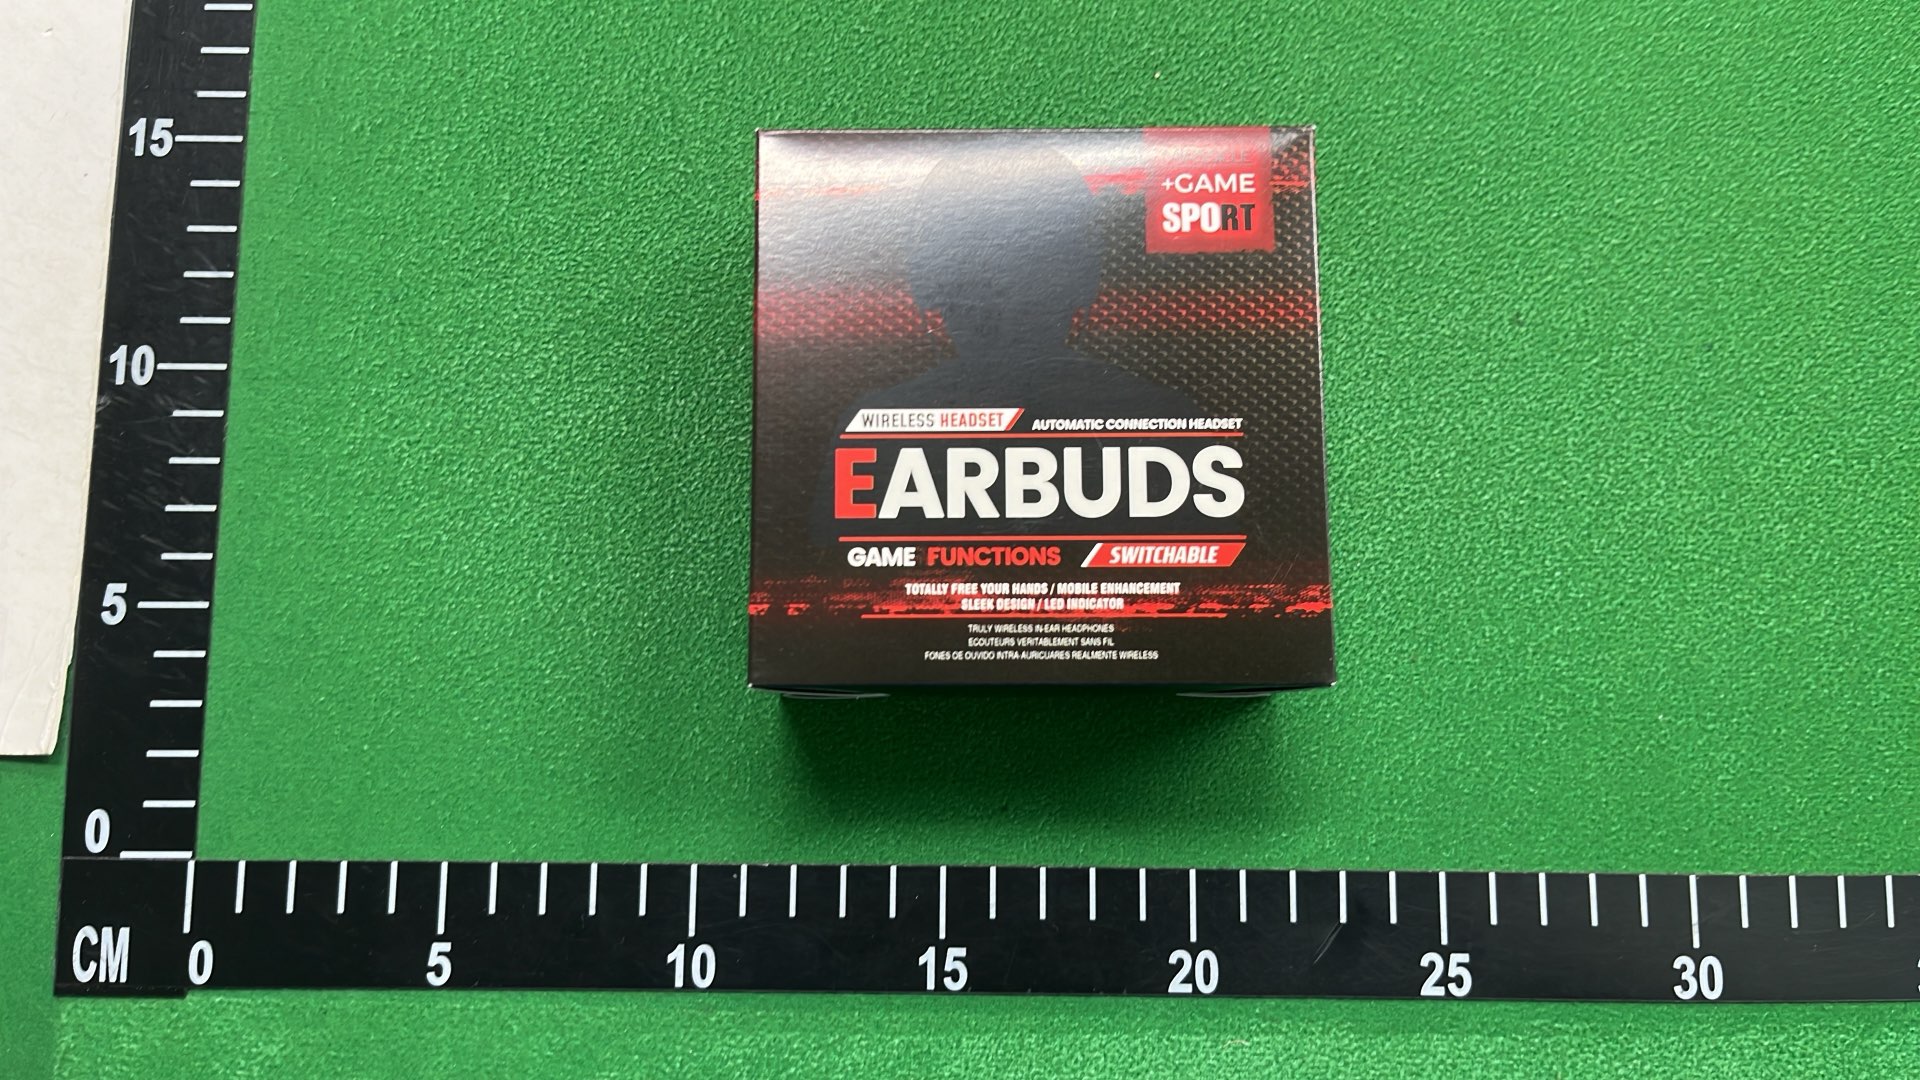 15
10
5
0
CM
0
5
10
15
20
25
30
+GAME
SPORT
WIRELESS HEADSET
AUTOMATIC CONNECTION HEADSET
EARBUDS
GAME FUNCTIONS
SWITCHABLE
TOTALLY FREE YOUR HANDS / MOBILE ENHANCEMENT
SLEEK DESIGN / LED INDICATOR
TRULY WIRELESS IN-EAR HEADPHONES
ECOUTEURS VERITABLEMENT SANS FIL
FONES DE OUVIDO INTRA-AURICUARES REALMENTE WIRELESS